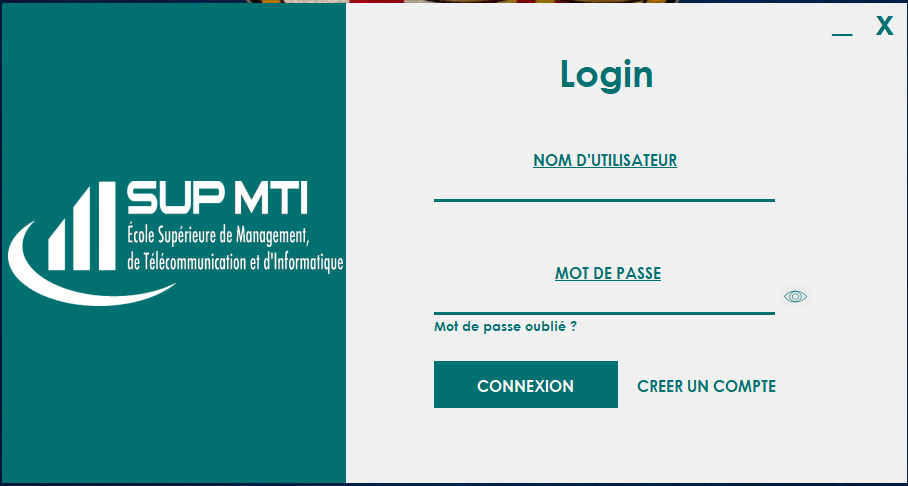 SUP MTI
École Supérieure de Management,
de Télécommunication et d'Informatique
_ X
Login
NOM D'UTILISATEUR
MOT DE PASSE
Mot de passe oublié ?
CONNEXION
CREER UN COMPTE